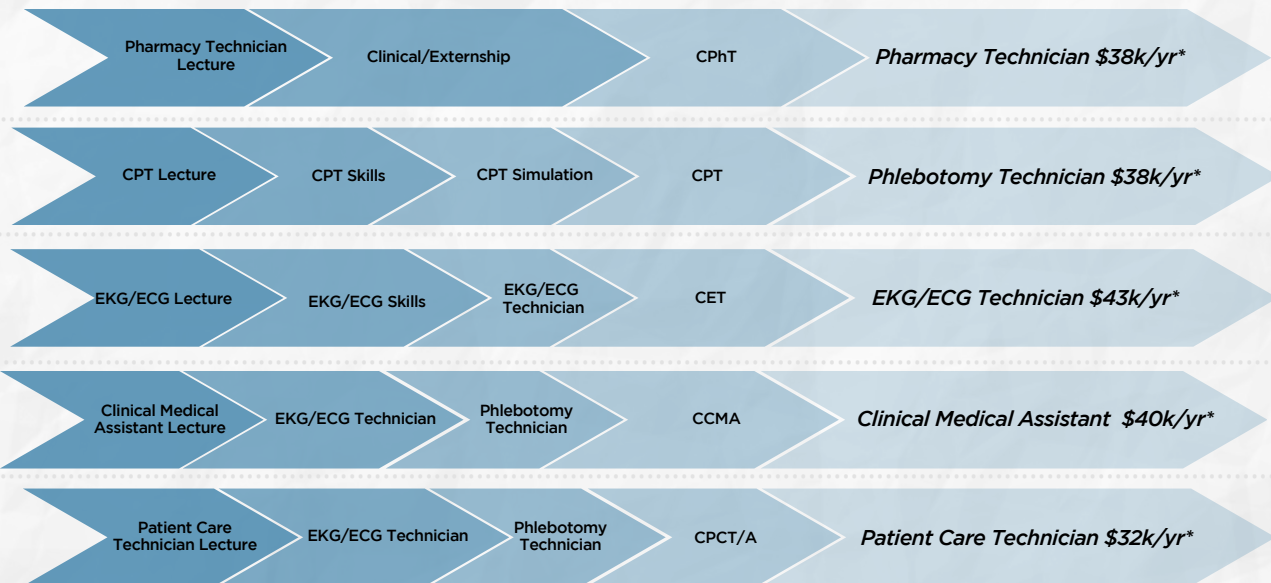 Pharmacy Technician
Lecture
Clinical/Externship
CPhT
Pharmacy Technician $38k/yr*
CPT Lecture
CPT Skills
CPT Simulation
CPT
Phlebotomy Technician $38k/yr*
EKG/ECG Lecture
EKG/ECG Skills
EKG/ECG
Technician
CET
EKG/ECG Technician $43k/yr*
Clinical Medical
Assistant Lecture
EKG/ECG Technician
Phlebotomy
Technician
CCMA
Clinical Medical Assistant $40k/yr*
Patient Care
Technician Lecture
EKG/ECG Technician
Phlebotomy
Technician
CPCT/A
Patient Care Technician $32k/yr*